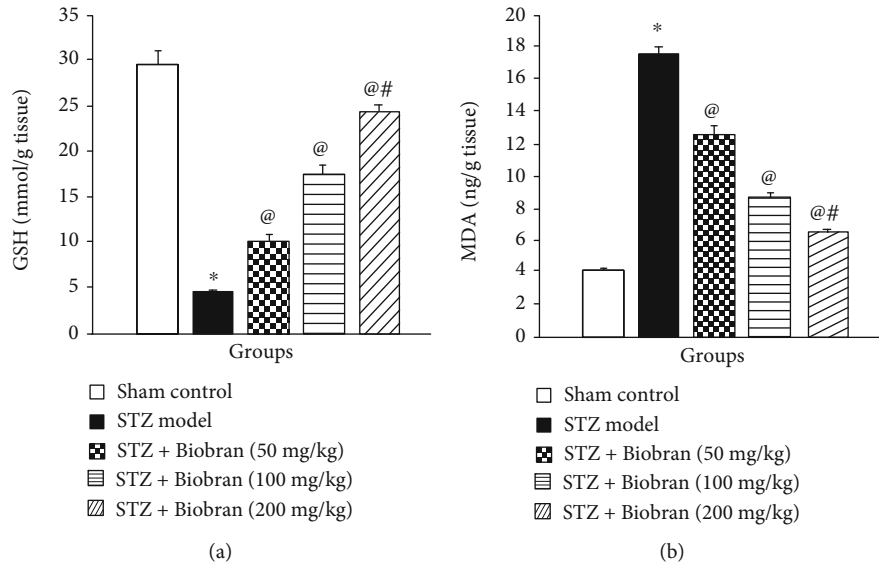 35
30
25
20
15
10
5
0
GSH (mmol/g tissue)
*
@
@
@#
Groups
Sham control
STZ model
STZ + Biobran (50 mg/kg)
STZ + Biobran (100 mg/kg)
STZ + Biobran (200 mg/kg)
(a)
20
18
16
14
12
10
8
6
4
2
0
MDA (ng/g tissue)
*
@
@
@#
Groups
Sham control
STZ model
STZ + Biobran (50 mg/kg)
STZ + Biobran (100 mg/kg)
STZ + Biobran (200 mg/kg)
(b)